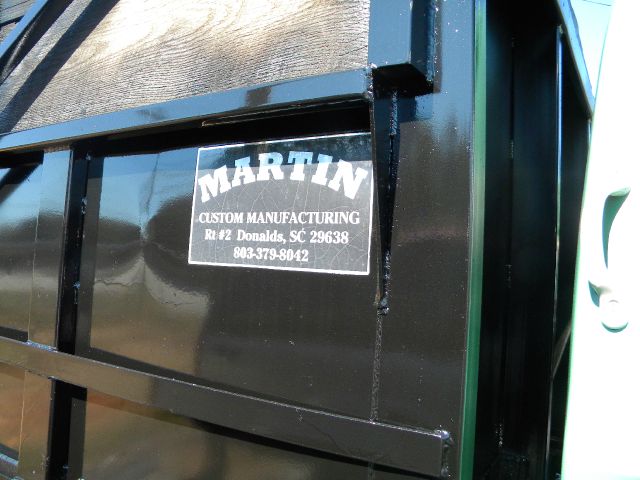 MARTIN
CUSTOM MANUFACTURING
Rt #2 Donalds, SC 29638
803-379-8042